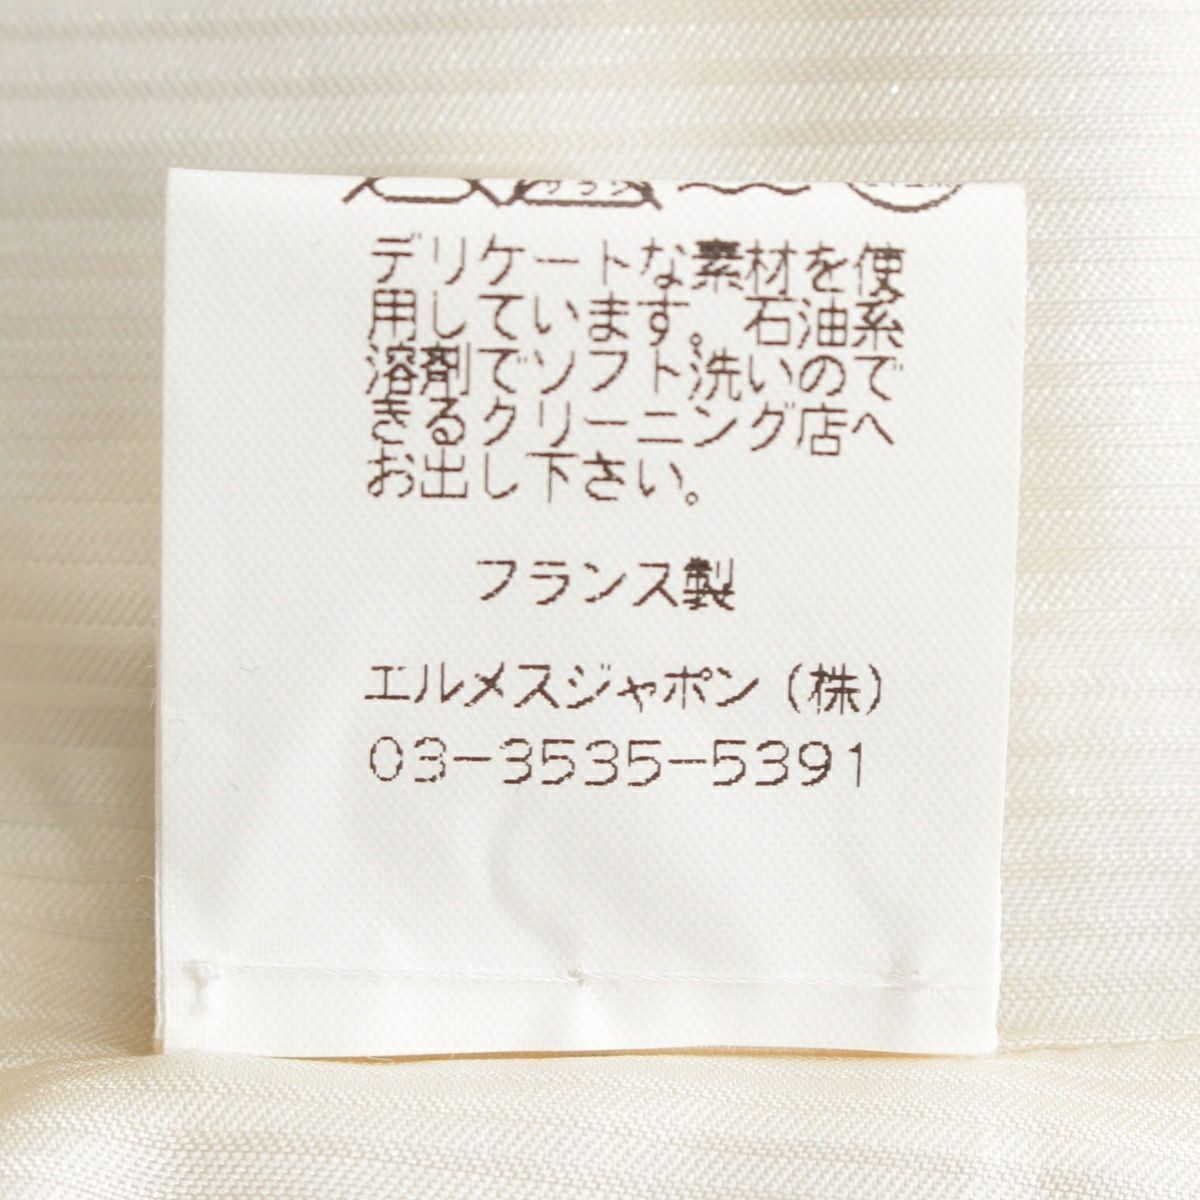 デリケートな素材を使
用しています。石油系
溶剤でソフト洗いので
きるクリーニング店へ
お出し下さい。
フランス製
エルメスジャポン(株)
03-3535-5391